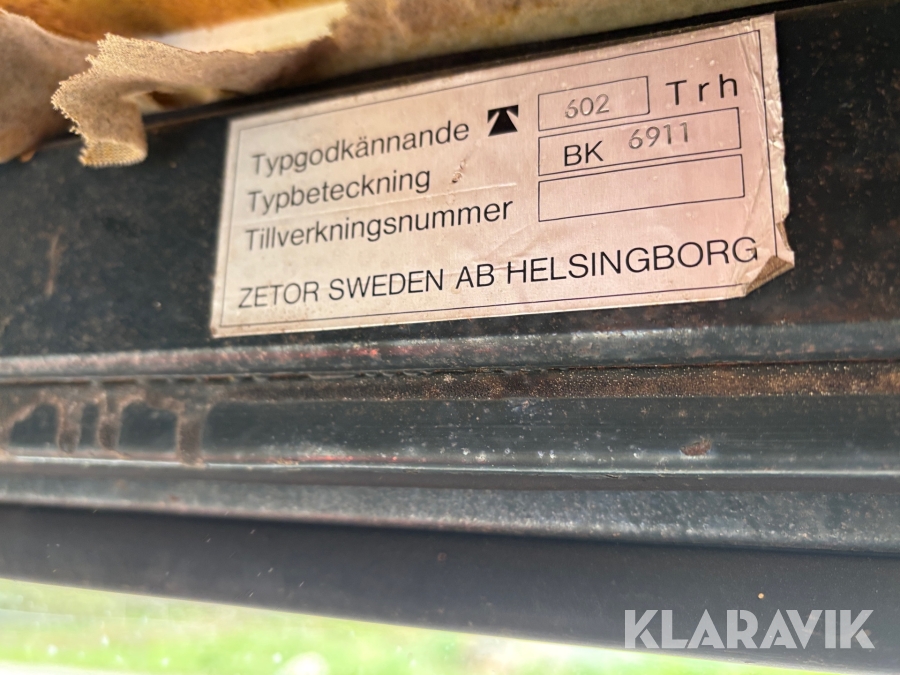 Typgodkännande 602 Trh
Typbeteckning BK 6911
Tillverkningsnummer
ZETOR SWEDEN AB HELSINGBORG
KLARAVIK